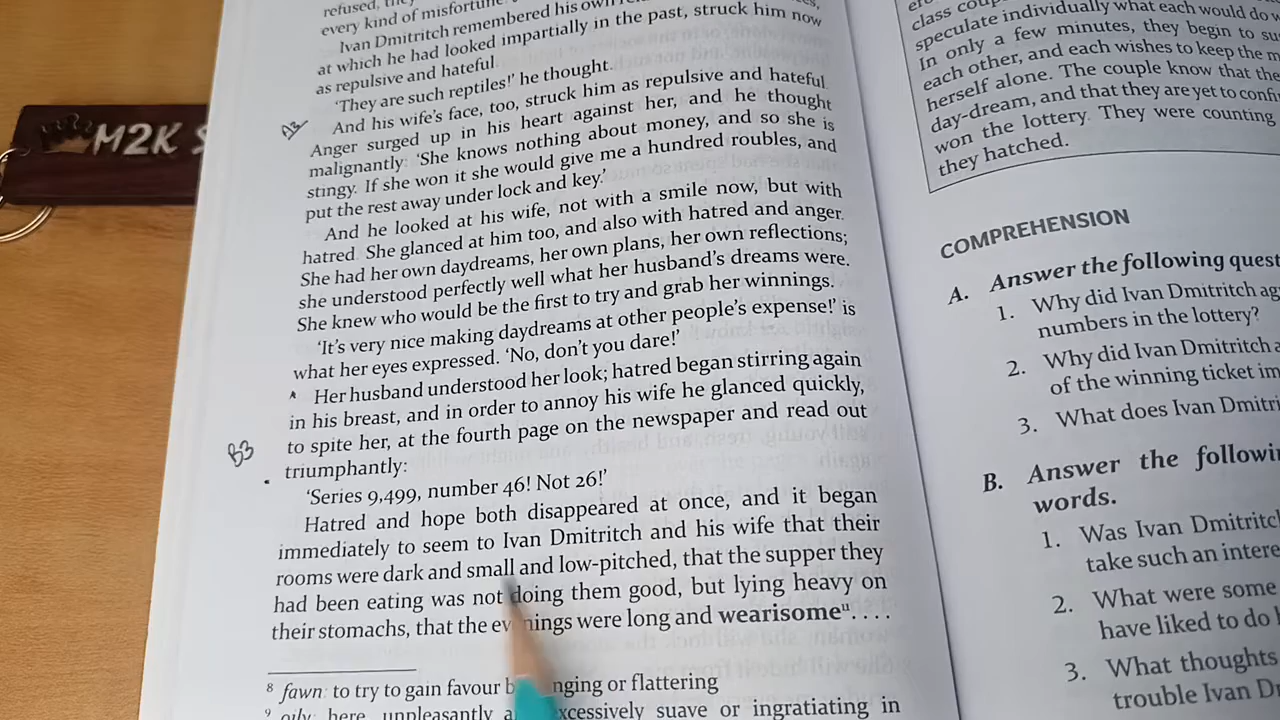 M2K S
refused, they
every kind of misfortune
Ivan Dmitritch remembered his own
at which he had looked impartially in the past, struck him now
as repulsive and hateful.
'They are such reptiles!' he thought.
And his wife's face, too, struck him as repulsive and hateful.
Anger surged up in his heart against her, and he thought
malignantly: 'She knows nothing about money, and so she is
stingy. If she won it she would give me a hundred roubles, and
put the rest away under lock and key.'
And he looked at his wife, not with a smile now, but with
hatred. She glanced at him too, and also with hatred and anger.
She had her own daydreams, her own plans, her own reflections;
she understood perfectly well what her husband's dreams were.
She knew who would be the first to try and grab her winnings.
'It's very nice making daydreams at other people's expense!' is
what her eyes expressed. 'No, don't you dare!'
Her husband understood her look; hatred began stirring again
in his breast, and in order to annoy his wife he glanced quickly,
B3
to spite her, at the fourth page on the newspaper and read out
triumphantly:
'Series 9,499, number 46! Not 26!'
Hatred and hope both disappeared at once, and it began
immediately to seem to Ivan Dmitritch and his wife that their
rooms were dark and small and low-pitched, that the supper they
had been eating was not doing them good, but lying heavy on
their stomachs, that the evenings were long and wearisome¹¹ . . . .
⁸ fawn: to try to gain favour b nging or flattering
⁹ oily: here, unpleasantly a excessively suave or ingratiating in
class coup
speculate individually what each would do w
In only a few minutes, they begin to su
each other, and each wishes to keep the m
herself alone. The couple know that the
day-dream, and that they are yet to confi
won the lottery. They were counting
they hatched.
COMPREHENSION
A. Answer the following quest
1. Why did Ivan Dmitritch ag
numbers in the lottery?
2. Why did Ivan Dmitritch a
of the winning ticket im
3. What does Ivan Dmitri
B. Answer the followi
words.
1. Was Ivan Dmitritch
take such an intere
2. What were some
have liked to do
3. What thoughts
trouble Ivan D